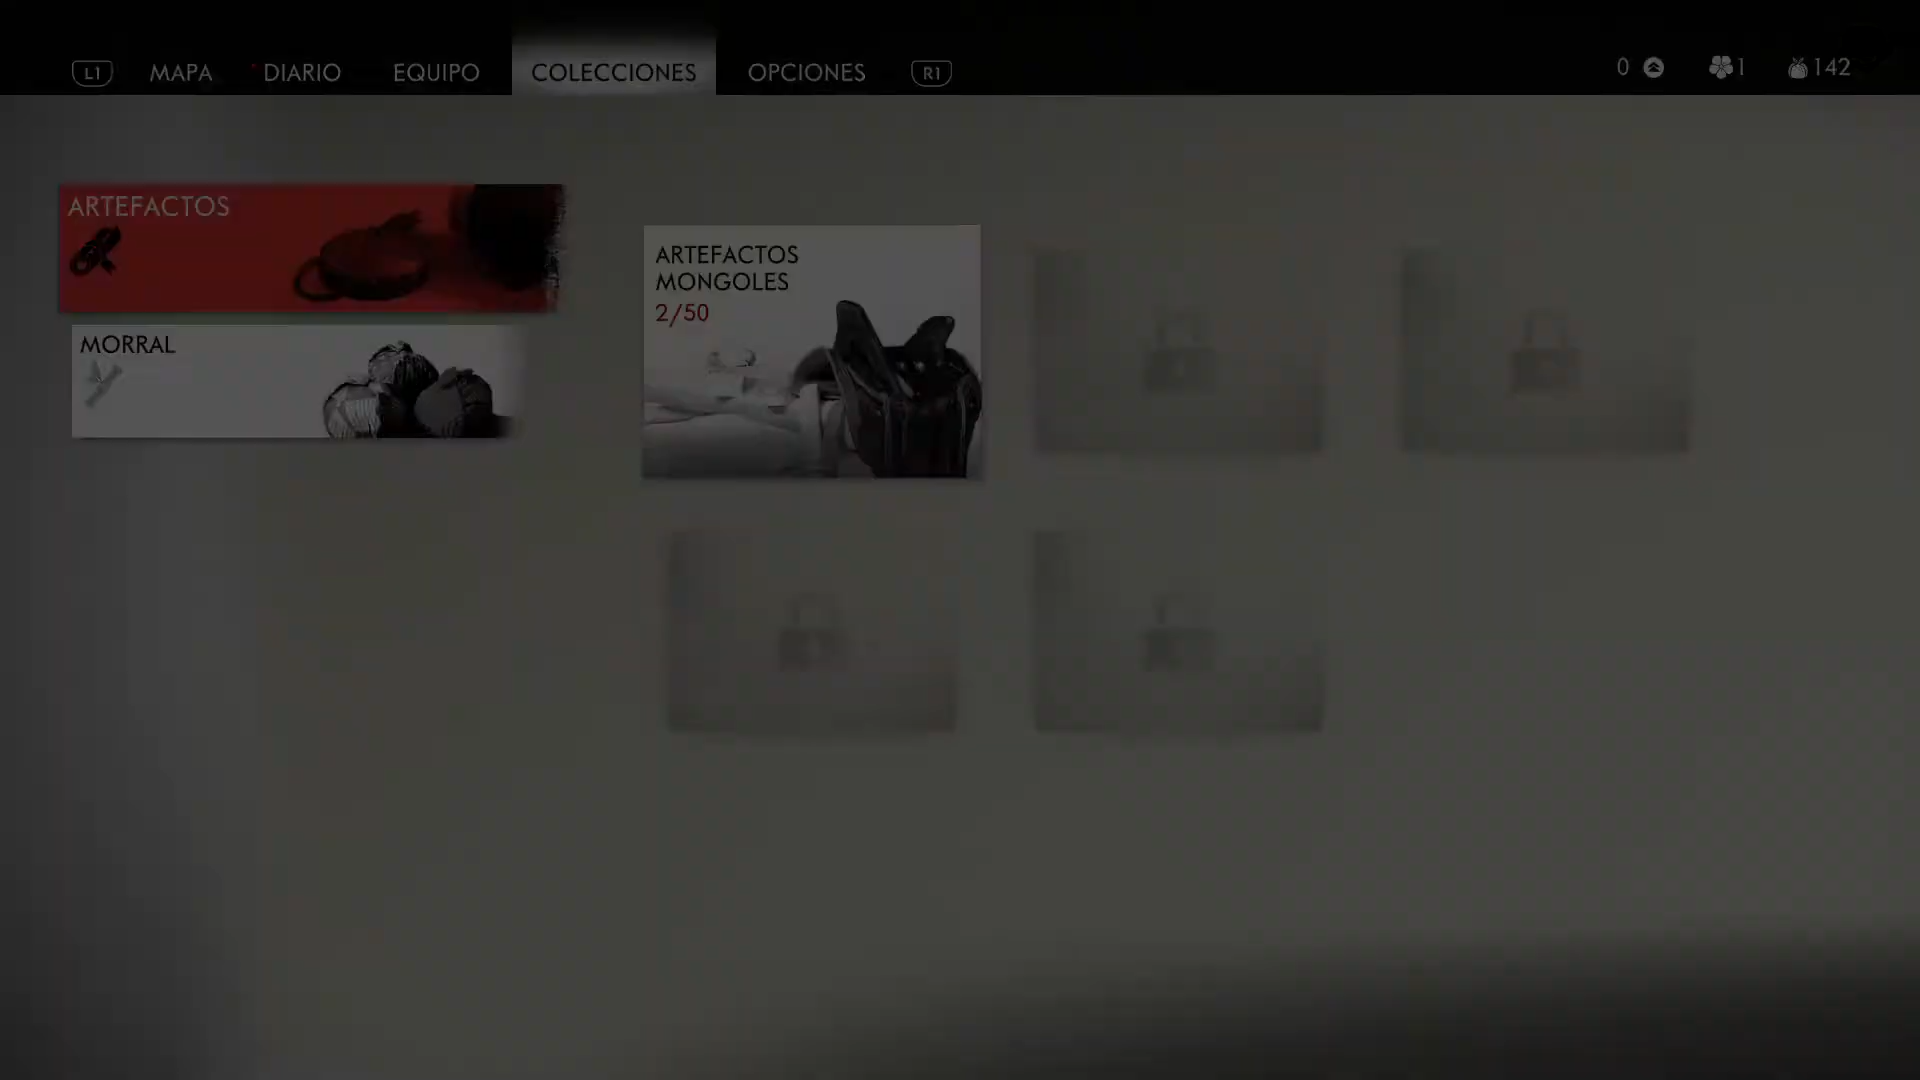 L1 MAPA DIARIO EQUIPO COLECCIONES OPCIONES R1 0 1 142
ARTEFACTOS
MORRAL
ARTEFACTOS
MONGOLES
2/50